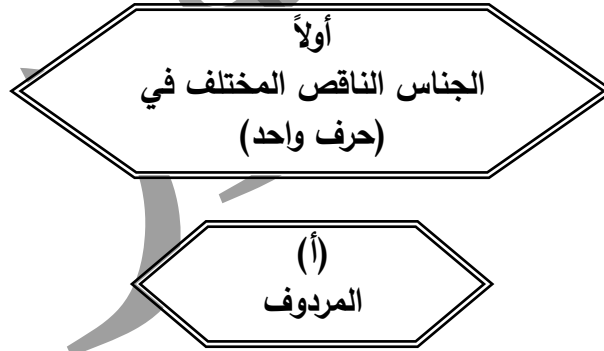 أولاً
الجناس الناقص المختلف في
(حرف واحد)
(أ)
المردوف